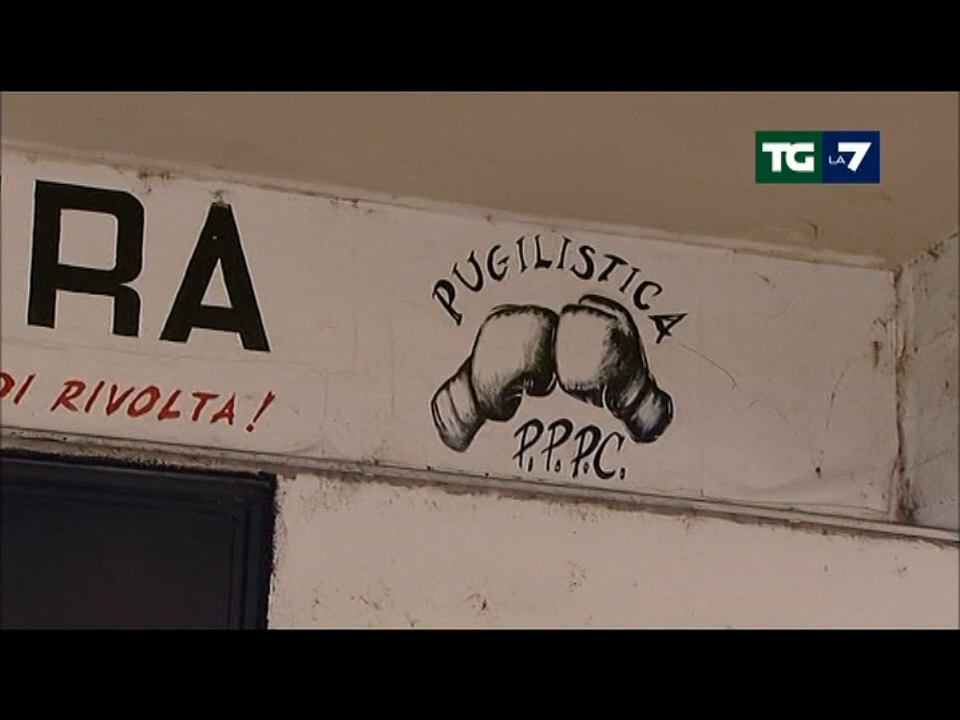 TG LA 7
RA
DI RIVOLTA!
PUGILISTICA
P.P.P.C.